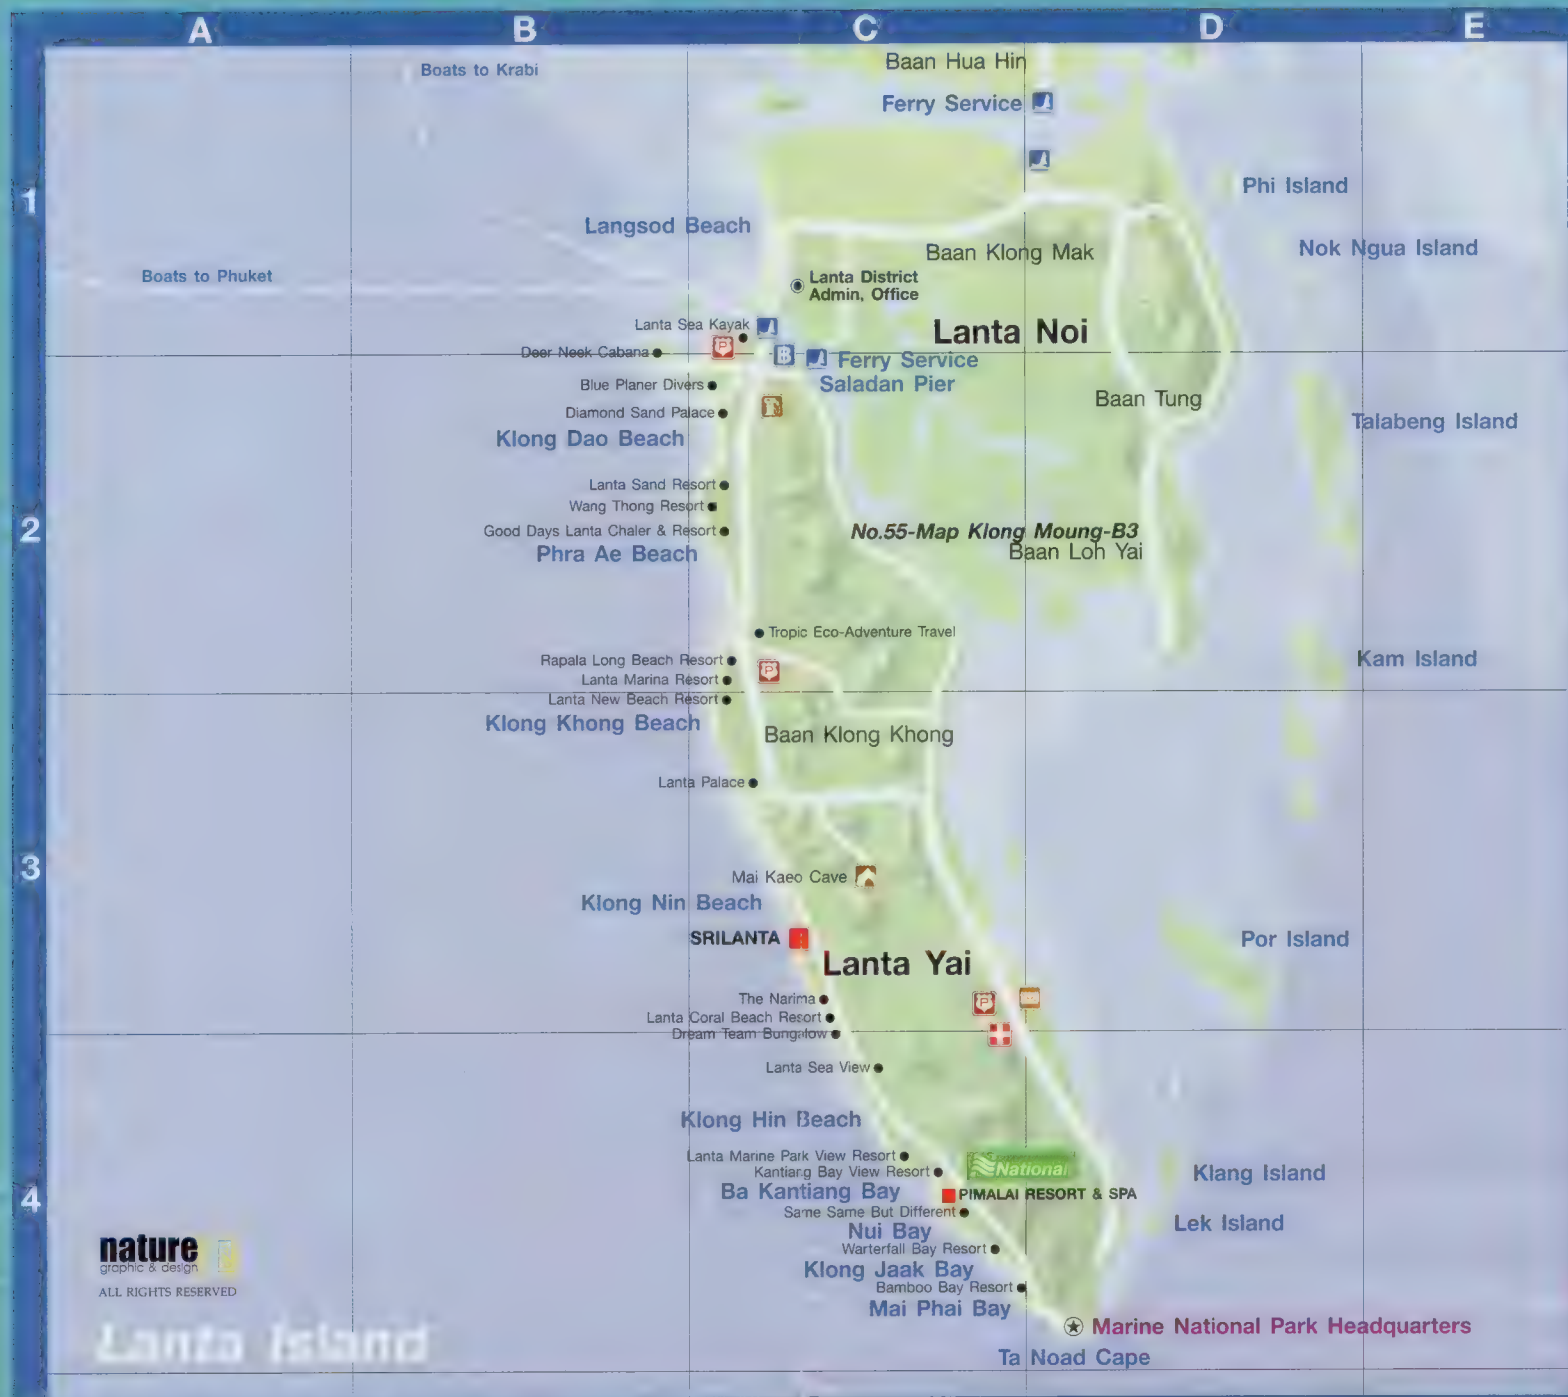 A B C D E
Baan Hua Hin
Boats to Krabi
Ferry Service
1
Phi Island
Langsod Beach
Baan Klong Mak
Nok Ngua Island
Boats to Phuket
Lanta District
Admin, Office
Lanta Sea Kayak
Lanta Noi
P
Deer Neek Cabana
B
Ferry Service
Saladan Pier
Blue Planer Divers
Baan Tung
Diamond Sand Palace
Talabeng Island
Klong Dao Beach
Lanta Sand Resort
Wang Thong Resort
2
Good Days Lanta Chaler & Resort
No.55-Map Klong Moung-B3
Phra Ae Beach
Baan Loh Yai
Tropic Eco-Adventure Travel
Rapala Long Beach Resort
P
Kam Island
Lanta Marina Resort
Lanta New Beach Resort
Klong Khong Beach
Baan Klong Khong
Lanta Palace
3
Mai Kaeo Cave
Klong Nin Beach
SRILANTA
Por Island
Lanta Yai
The Narima
P
Lanta Coral Beach Resort
Dream Team Bungalow
Lanta Sea View
Klong Hin Beach
Lanta Marine Park View Resort
National
Kantiang Bay View Resort
Klang Island
Ba Kantiang Bay
PIMALAI RESORT & SPA
4
Same Same But Different
Lek Island
Nui Bay
Warterfall Bay Resort
nature
graphic & design
Klong Jaak Bay
Bamboo Bay Resort
ALL RIGHTS RESERVED
Mai Phai Bay
Marine National Park Headquarters
Lanta Island
Ta Noad Cape